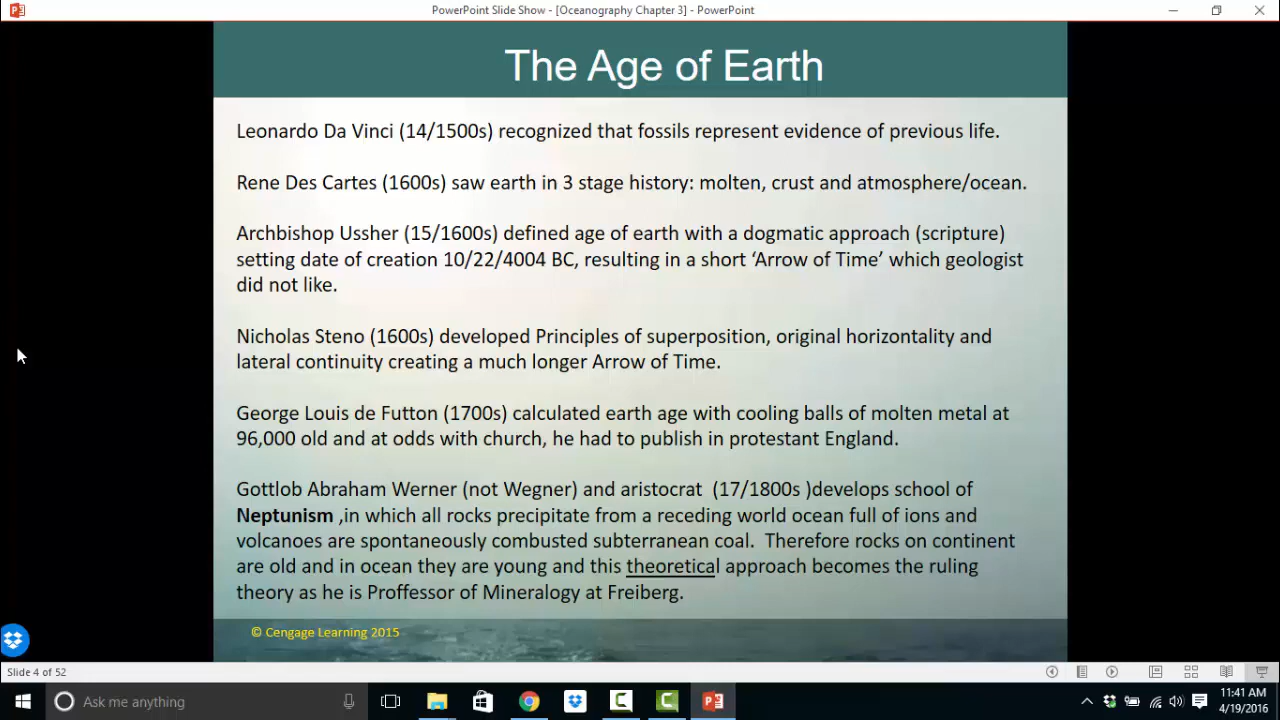 PowerPoint Slide Show - [Oceanography Chapter 3] - PowerPoint
The Age of Earth
Leonardo Da Vinci (14/1500s) recognized that fossils represent evidence of previous life.
Rene Des Cartes (1600s) saw earth in 3 stage history: molten, crust and atmosphere/ocean.
Archbishop Ussher (15/1600s) defined age of earth with a dogmatic approach (scripture)
setting date of creation 10/22/4004 BC, resulting in a short ‘Arrow of Time’ which geologist
did not like.
Nicholas Steno (1600s) developed Principles of superposition, original horizontality and
lateral continuity creating a much longer Arrow of Time.
George Louis de Futton (1700s) calculated earth age with cooling balls of molten metal at
96,000 old and at odds with church, he had to publish in protestant England.
Gottlob Abraham Werner (not Wegner) and aristocrat (17/1800s )develops school of
Neptunism ,in which all rocks precipitate from a receding world ocean full of ions and
volcanoes are spontaneously combusted subterranean coal. Therefore rocks on continent
are old and in ocean they are young and this theoretical approach becomes the ruling
theory as he is Proffessor of Mineralogy at Freiberg.
© Cengage Learning 2015
Slide 4 of 52
Ask me anything
11:41 AM
4/19/2016